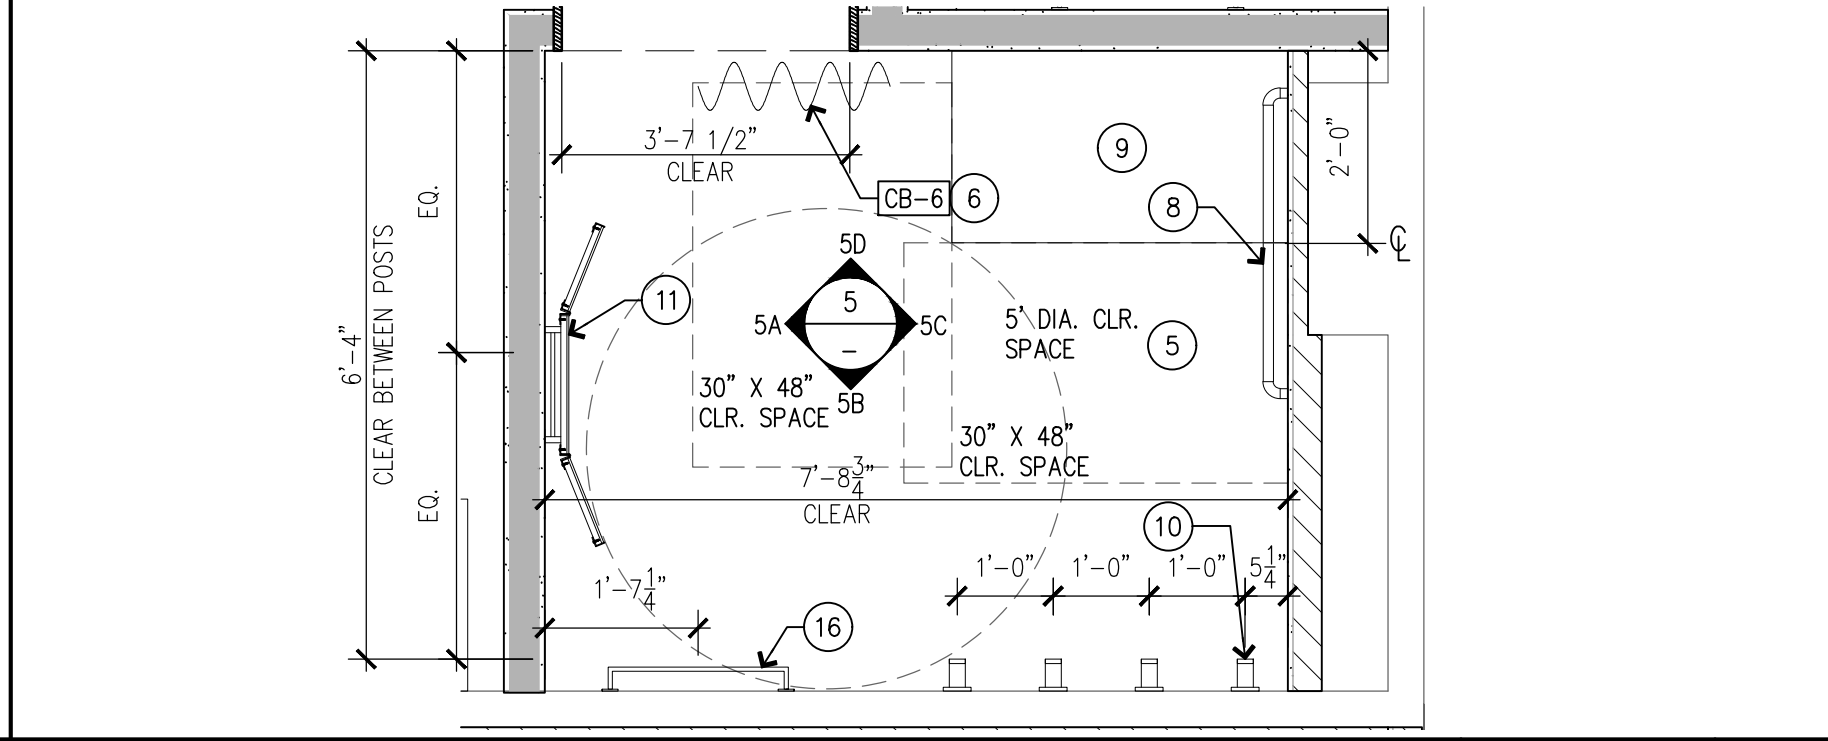 3'-7 1/2"
CLEAR
CB-6
6
9
8
2'-0"
CL
EQ.
6'-4"
CLEAR BETWEEN POSTS
EQ.
11
5D
5A
5
–
5C
5B
5' DIA. CLR.
SPACE
5
30" X 48"
CLR. SPACE
30" X 48"
CLR. SPACE
7'-8 3/4"
CLEAR
10
1'-0"
1'-0"
1'-0"
5 1/4"
1'-7 1/4"
16